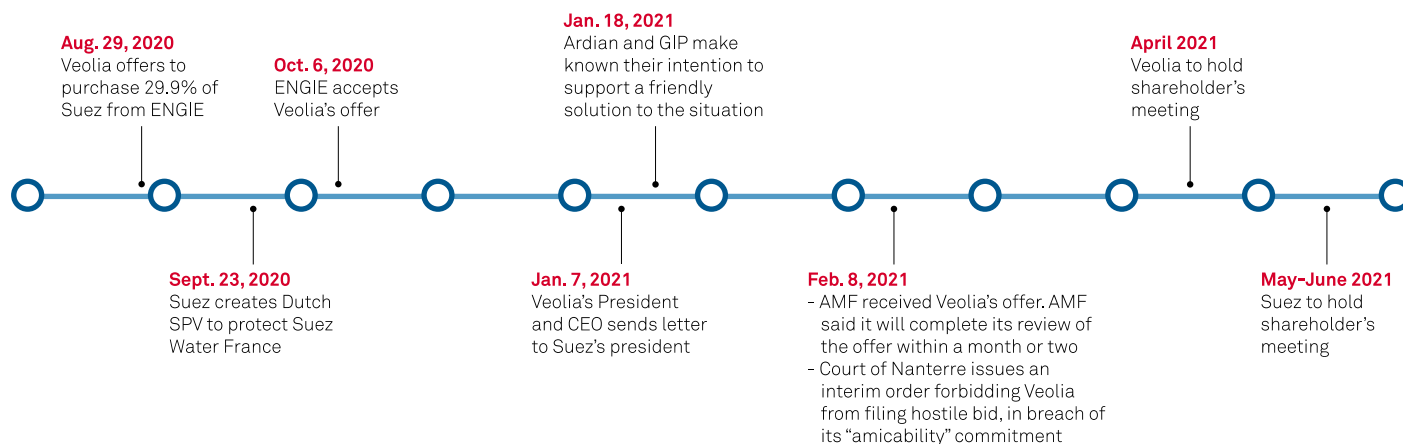 Aug. 29, 2020
Veolia offers to
purchase 29.9% of
Suez from ENGIE
Sept. 23, 2020
Suez creates Dutch
SPV to protect Suez
Water France
Oct. 6, 2020
ENGIE accepts
Veolia's offer
Jan. 7, 2021
Veolia's President
and CEO sends letter
to Suez's president
Jan. 18, 2021
Ardian and GIP make
known their intention to
support a friendly
solution to the situation
Feb. 8, 2021
- AMF received Veolia's offer. AMF
said it will complete its review of
the offer within a month or two
- Court of Nanterre issues an
interim order forbidding Veolia
from filing hostile bid, in breach of
its “amicability” commitment
April 2021
Veolia to hold
shareholder's
meeting
May–June 2021
Suez to hold
shareholder's
meeting